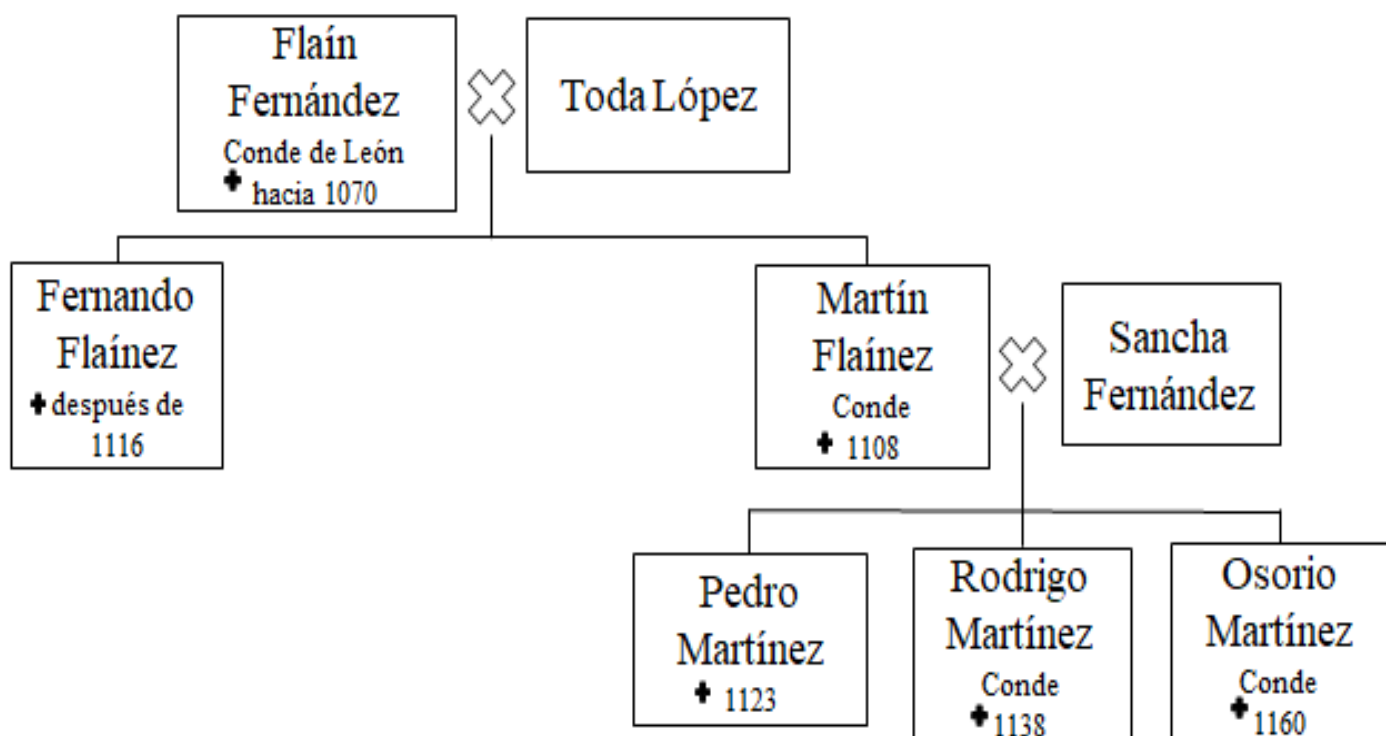 Flaín
Fernández
Conde de León
✚ hacia 1070
Toda López
Fernando
Flaínez
✚ después de
1116
Martín
Flaínez
Conde
✚ 1108
Sancha
Fernández
Pedro
Martínez
✚ 1123
Rodrigo
Martínez
Conde
✚ 1138
Osorio
Martínez
Conde
✚ 1160